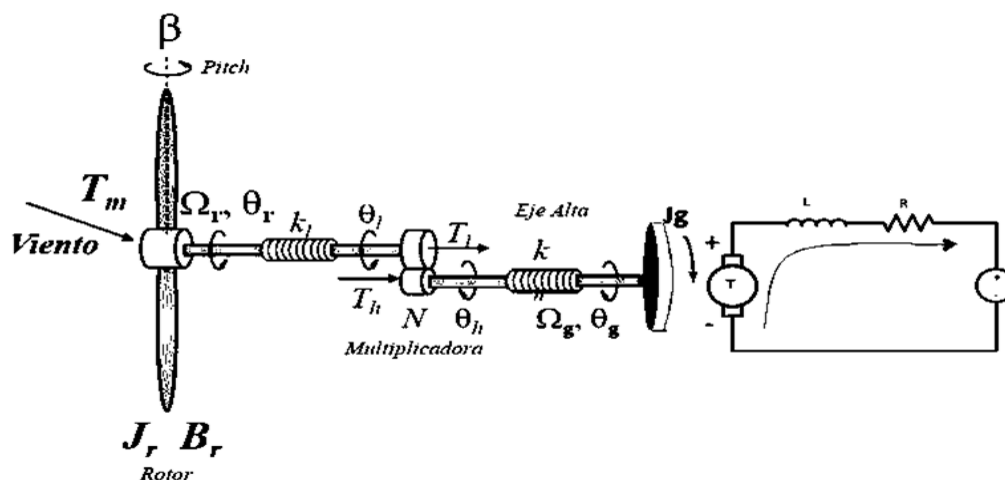 β
Pitch
T_m
Viento
Ω_r, θ_r
k_l
θ_l
T_l
T_h
N
Multiplicadora
θ_h
Eje Alta
k
Ω_g, θ_g
Jg
L
R
+
T
-
J_r B_r
Rotor